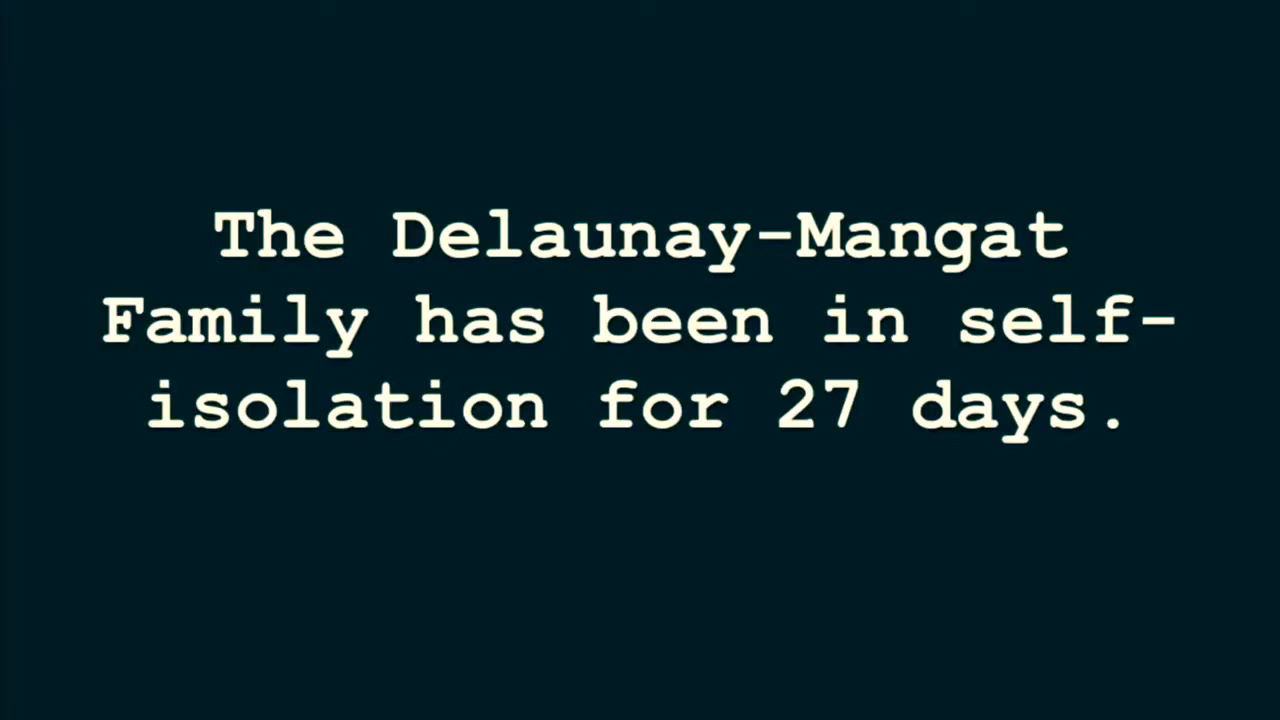 The Delaunay-Mangat
Family has been in self-
isolation for 27 days.